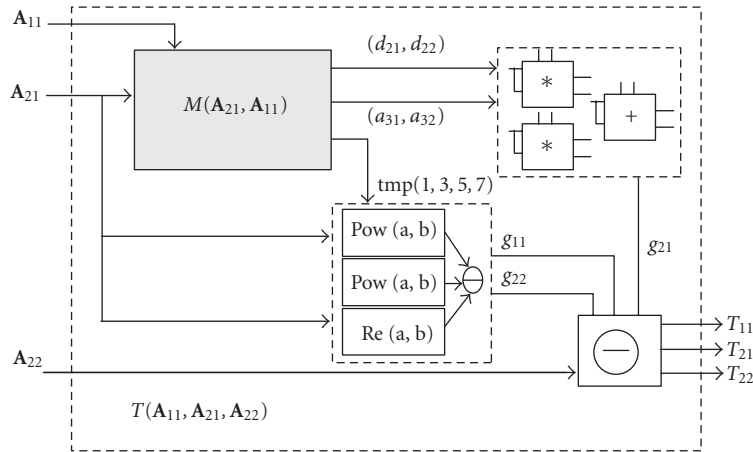 A₁₁
A₂₁
M(A₂₁, A₁₁)
(d₂₁, d₂₂)
(a₃₁, a₃₂)
*
*
+
tmp(1, 3, 5, 7)
Pow (a, b)
Pow (a, b)
Re (a, b)
g₁₁
g₂₂
g₂₁
T₁₁
T₂₁
T₂₂
A₂₂
T(A₁₁, A₂₁, A₂₂)